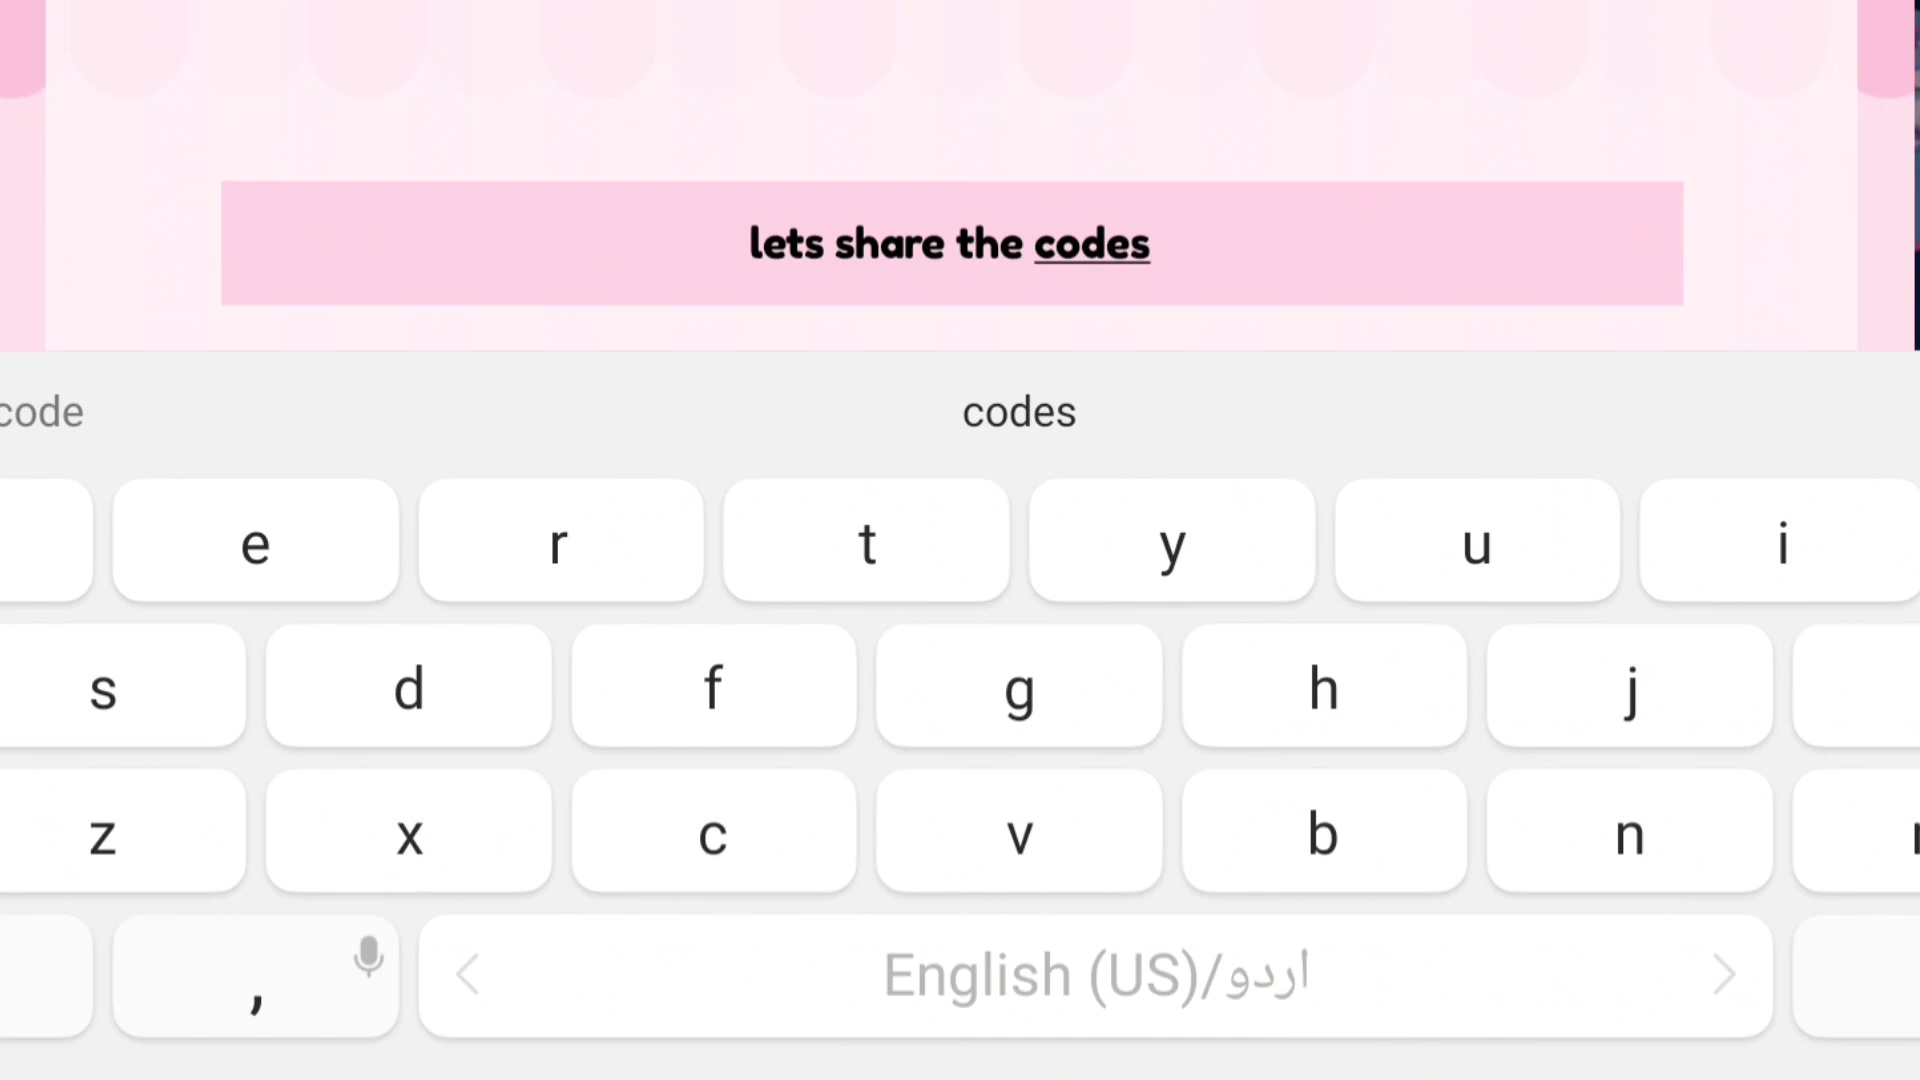 lets share the codes
code codes
e r t y u i
s d f g h j
z x c v b n
, English (US)/اردو